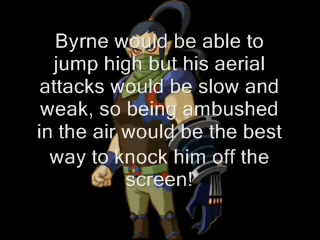 Byrne would be able to
jump high but his aerial
attacks would be slow and
weak, so being ambushed
in the air would be the best
way to knock him off the
screen!